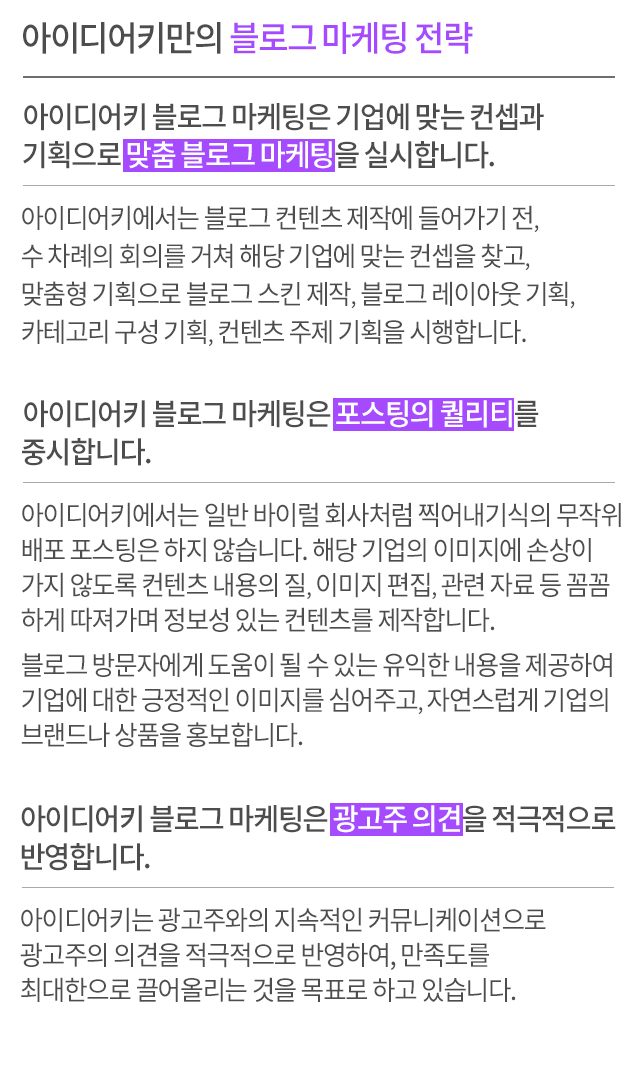 아이디어키만의 블로그 마케팅 전략
아이디어키 블로그 마케팅은 기업에 맞는 컨셉과
기획으로 맞춤 블로그 마케팅을 실시합니다.
아이디어키에서는 블로그 컨텐츠 제작에 들어가기 전,
수 차례의 회의를 거쳐 해당 기업에 맞는 컨셉을 찾고,
맞춤형 기획으로 블로그 스킨 제작, 블로그 레이아웃 기획,
카테고리 구성 기획, 컨텐츠 주제 기획을 시행합니다.
아이디어키 블로그 마케팅은 포스팅의 퀄리티를
중시합니다.
아이디어키에서는 일반 바이럴 회사처럼 찍어내기식의 무작위
배포 포스팅은 하지 않습니다. 해당 기업의 이미지에 손상이
가지 않도록 컨텐츠 내용의 질, 이미지 편집, 관련 자료 등 꼼꼼
하게 따져가며 정보성 있는 컨텐츠를 제작합니다.
블로그 방문자에게 도움이 될 수 있는 유익한 내용을 제공하여
기업에 대한 긍정적인 이미지를 심어주고, 자연스럽게 기업의
브랜드나 상품을 홍보합니다.
아이디어키 블로그 마케팅은 광고주 의견을 적극적으로
반영합니다.
아이디어키는 광고주와의 지속적인 커뮤니케이션으로
광고주의 의견을 적극적으로 반영하여, 만족도를
최대한으로 끌어올리는 것을 목표로 하고 있습니다.